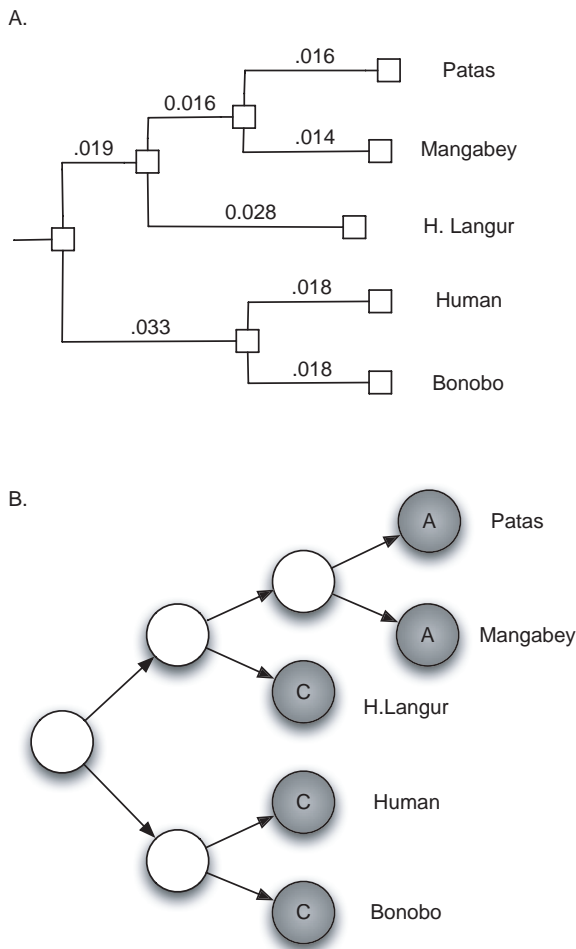 A.
.016
Patas
0.016
.014
Mangabey
.019
0.028
H. Langur
.018
Human
.033
.018
Bonobo
B.
A
Patas
A
Mangabey
C
H.Langur
C
Human
C
Bonobo